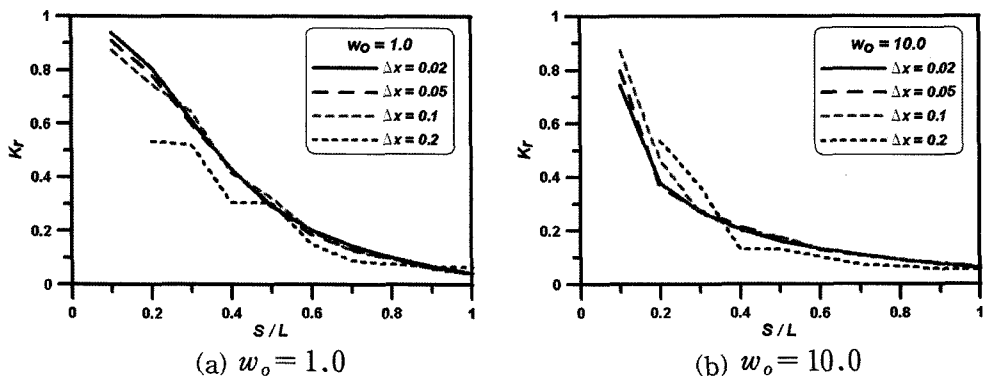 1
0.8
0.6
0.4
0.2
0
Kr
wo = 1.0
Δx = 0.02
Δx = 0.05
Δx = 0.1
Δx = 0.2
0 0.2 0.4 0.6 0.8 1
S / L
(a) wo = 1.0
1
0.8
0.6
0.4
0.2
0
Kr
wo = 10.0
Δx = 0.02
Δx = 0.05
Δx = 0.1
Δx = 0.2
0 0.2 0.4 0.6 0.8 1
S / L
(b) wo = 10.0